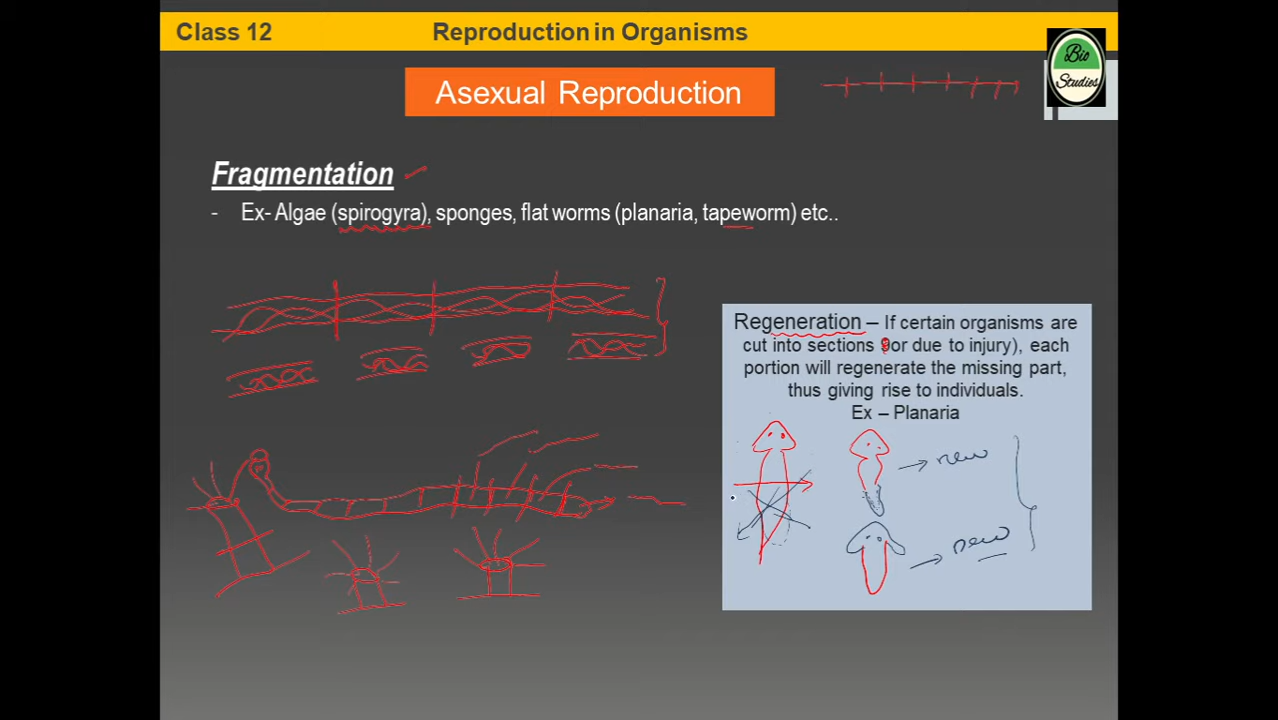 Class 12
Reproduction in Organisms
Bio
Studies
Asexual Reproduction
Fragmentation
- Ex- Algae (spirogyra), sponges, flat worms (planaria, tapeworm) etc..
Regeneration – If certain organisms are
cut into sections or due to injury), each
portion will regenerate the missing part,
thus giving rise to individuals.
Ex – Planaria
new
new